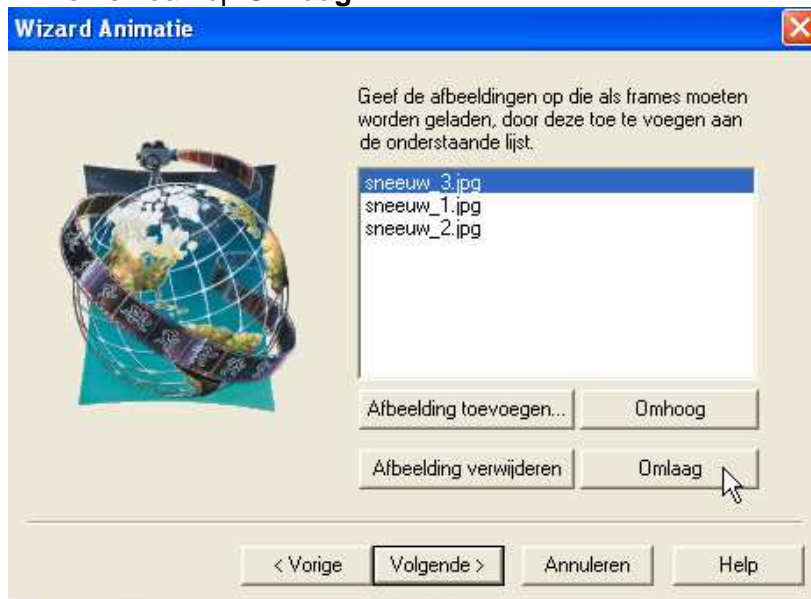 Wizard Animatie
Geef de afbeeldingen op die als frames moeten
worden geladen, door deze toe te voegen aan
de onderstaande lijst.
sneeuw_3.jpg
sneeuw_1.jpg
sneeuw_2.jpg
Afbeelding toevoegen... Omhoog
Afbeelding verwijderen Omlaag
< Vorige Volgende > Annuleren Help